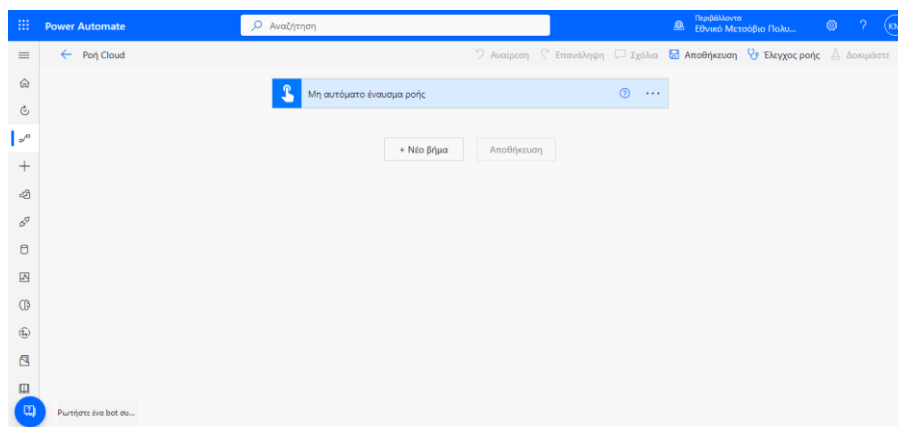 Power Automate
Αναζήτηση
Περιβάλλοντα
Εθνικό Μετσόβιο Πολυ...
?
KM
Ροή Cloud
Αναίρεση Επανάληψη Σχόλια Αποθήκευση Έλεγχος ροής Δοκιμάστε
Μη αυτόματο έναυσμα ροής
+ Νέο βήμα
Αποθήκευση
Ρωτήστε ένα bot συ...